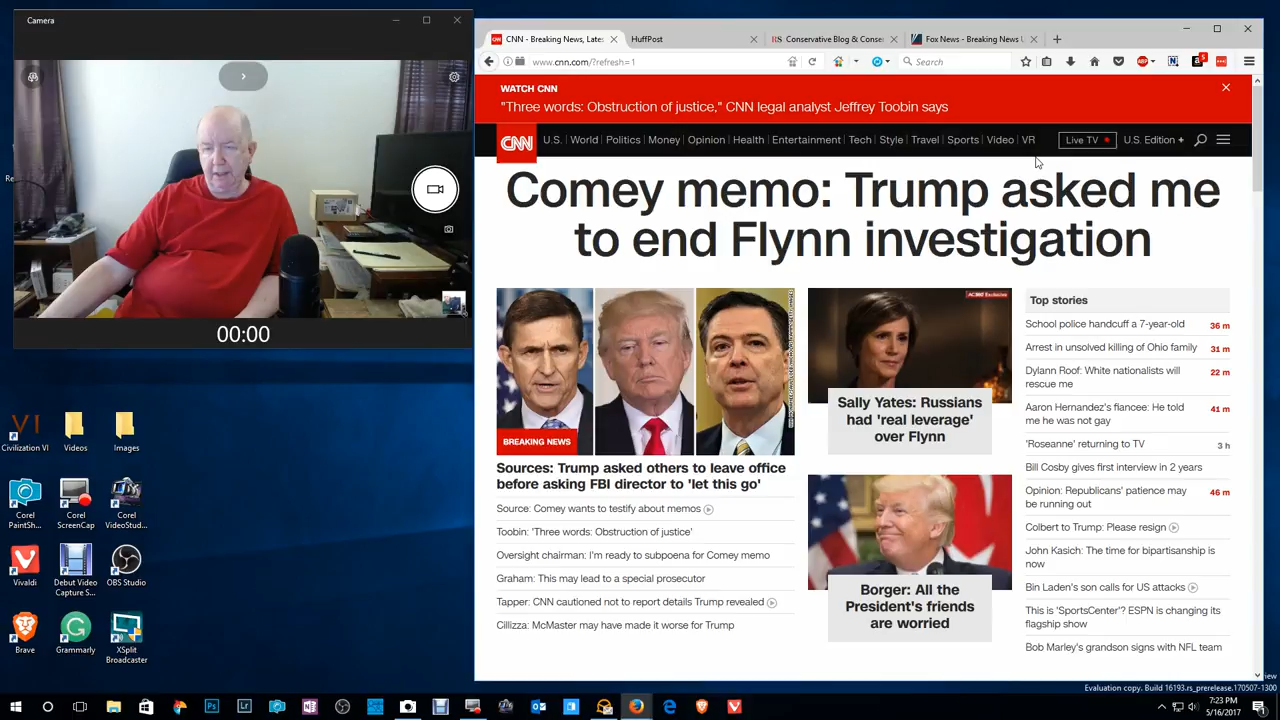 Camera
00:00
Re
Civilization VI
Videos
Images
Corel PaintSh...
Corel ScreenCap
Corel VideoStud...
Vivaldi
Debut Video Capture S...
OBS Studio
Brave
Grammarly
XSplit Broadcaster
CNN - Breaking News, Lates
HuffPost
RS Conservative Blog & Conser
Fox News - Breaking News U
www.cnn.com/?refresh=1
Search
ABP
WATCH CNN
"Three words: Obstruction of justice," CNN legal analyst Jeffrey Toobin says
CNN
U.S. World Politics Money Opinion Health Entertainment Tech Style Travel Sports Video VR
Live TV
U.S. Edition +
Comey memo: Trump asked me
to end Flynn investigation
BREAKING NEWS
Sources: Trump asked others to leave office
before asking FBI director to 'let this go'
Source: Comey wants to testify about memos
Toobin: 'Three words: Obstruction of justice'
Oversight chairman: I'm ready to subpoena for Comey memo
Graham: This may lead to a special prosecutor
Tapper: CNN cautioned not to report details Trump revealed
Cillizza: McMaster may have made it worse for Trump
AC360 Exclusive
Sally Yates: Russians
had 'real leverage'
over Flynn
Borger: All the
President's friends
are worried
Top stories
School police handcuff a 7-year-old 36 m
Arrest in unsolved killing of Ohio family 31 m
Dylann Roof: White nationalists will 22 m
rescue me
Aaron Hernandez's fiancee: He told 41 m
me he was not gay
'Roseanne' returning to TV 3 h
Bill Cosby gives first interview in 2 years
Opinion: Republicans' patience may 46 m
be running out
Colbert to Trump: Please resign
John Kasich: The time for bipartisanship is
now
Bin Laden's son calls for US attacks
This is 'SportsCenter'? ESPN is changing its
flagship show
Bob Marley's grandson signs with NFL team
Evaluation copy. Build 16193.rs_prerelease.170507-1300
7:23 PM
5/16/2017